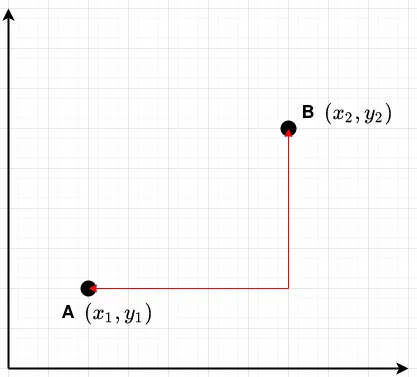 B (x₂, y₂)
A (x₁, y₁)